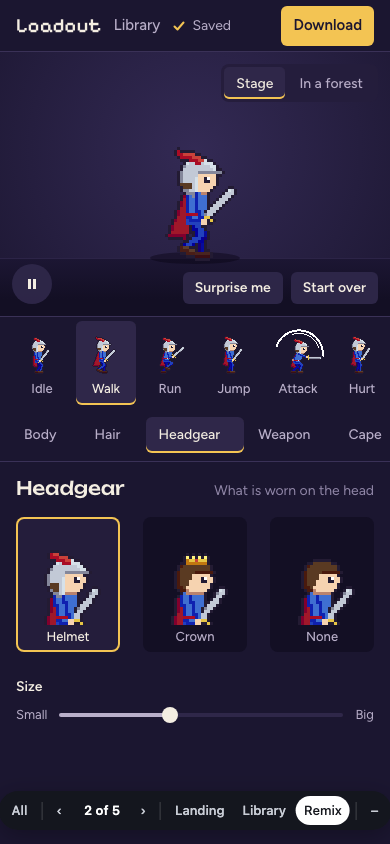 Loadout Library Saved Download
Stage In a forest
Surprise me Start over
Idle Walk Run Jump Attack Hurt
Body Hair Headgear Weapon Cape
Headgear What is worn on the head
Helmet Crown None
Size
Small Big
All ‹ 2 of 5 › Landing Library Remix –